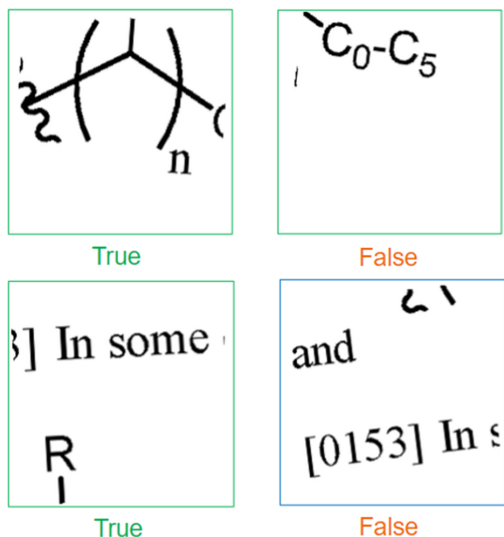 n
True
C₀-C₅
False
] In some
R
True
and
[0153] In
False